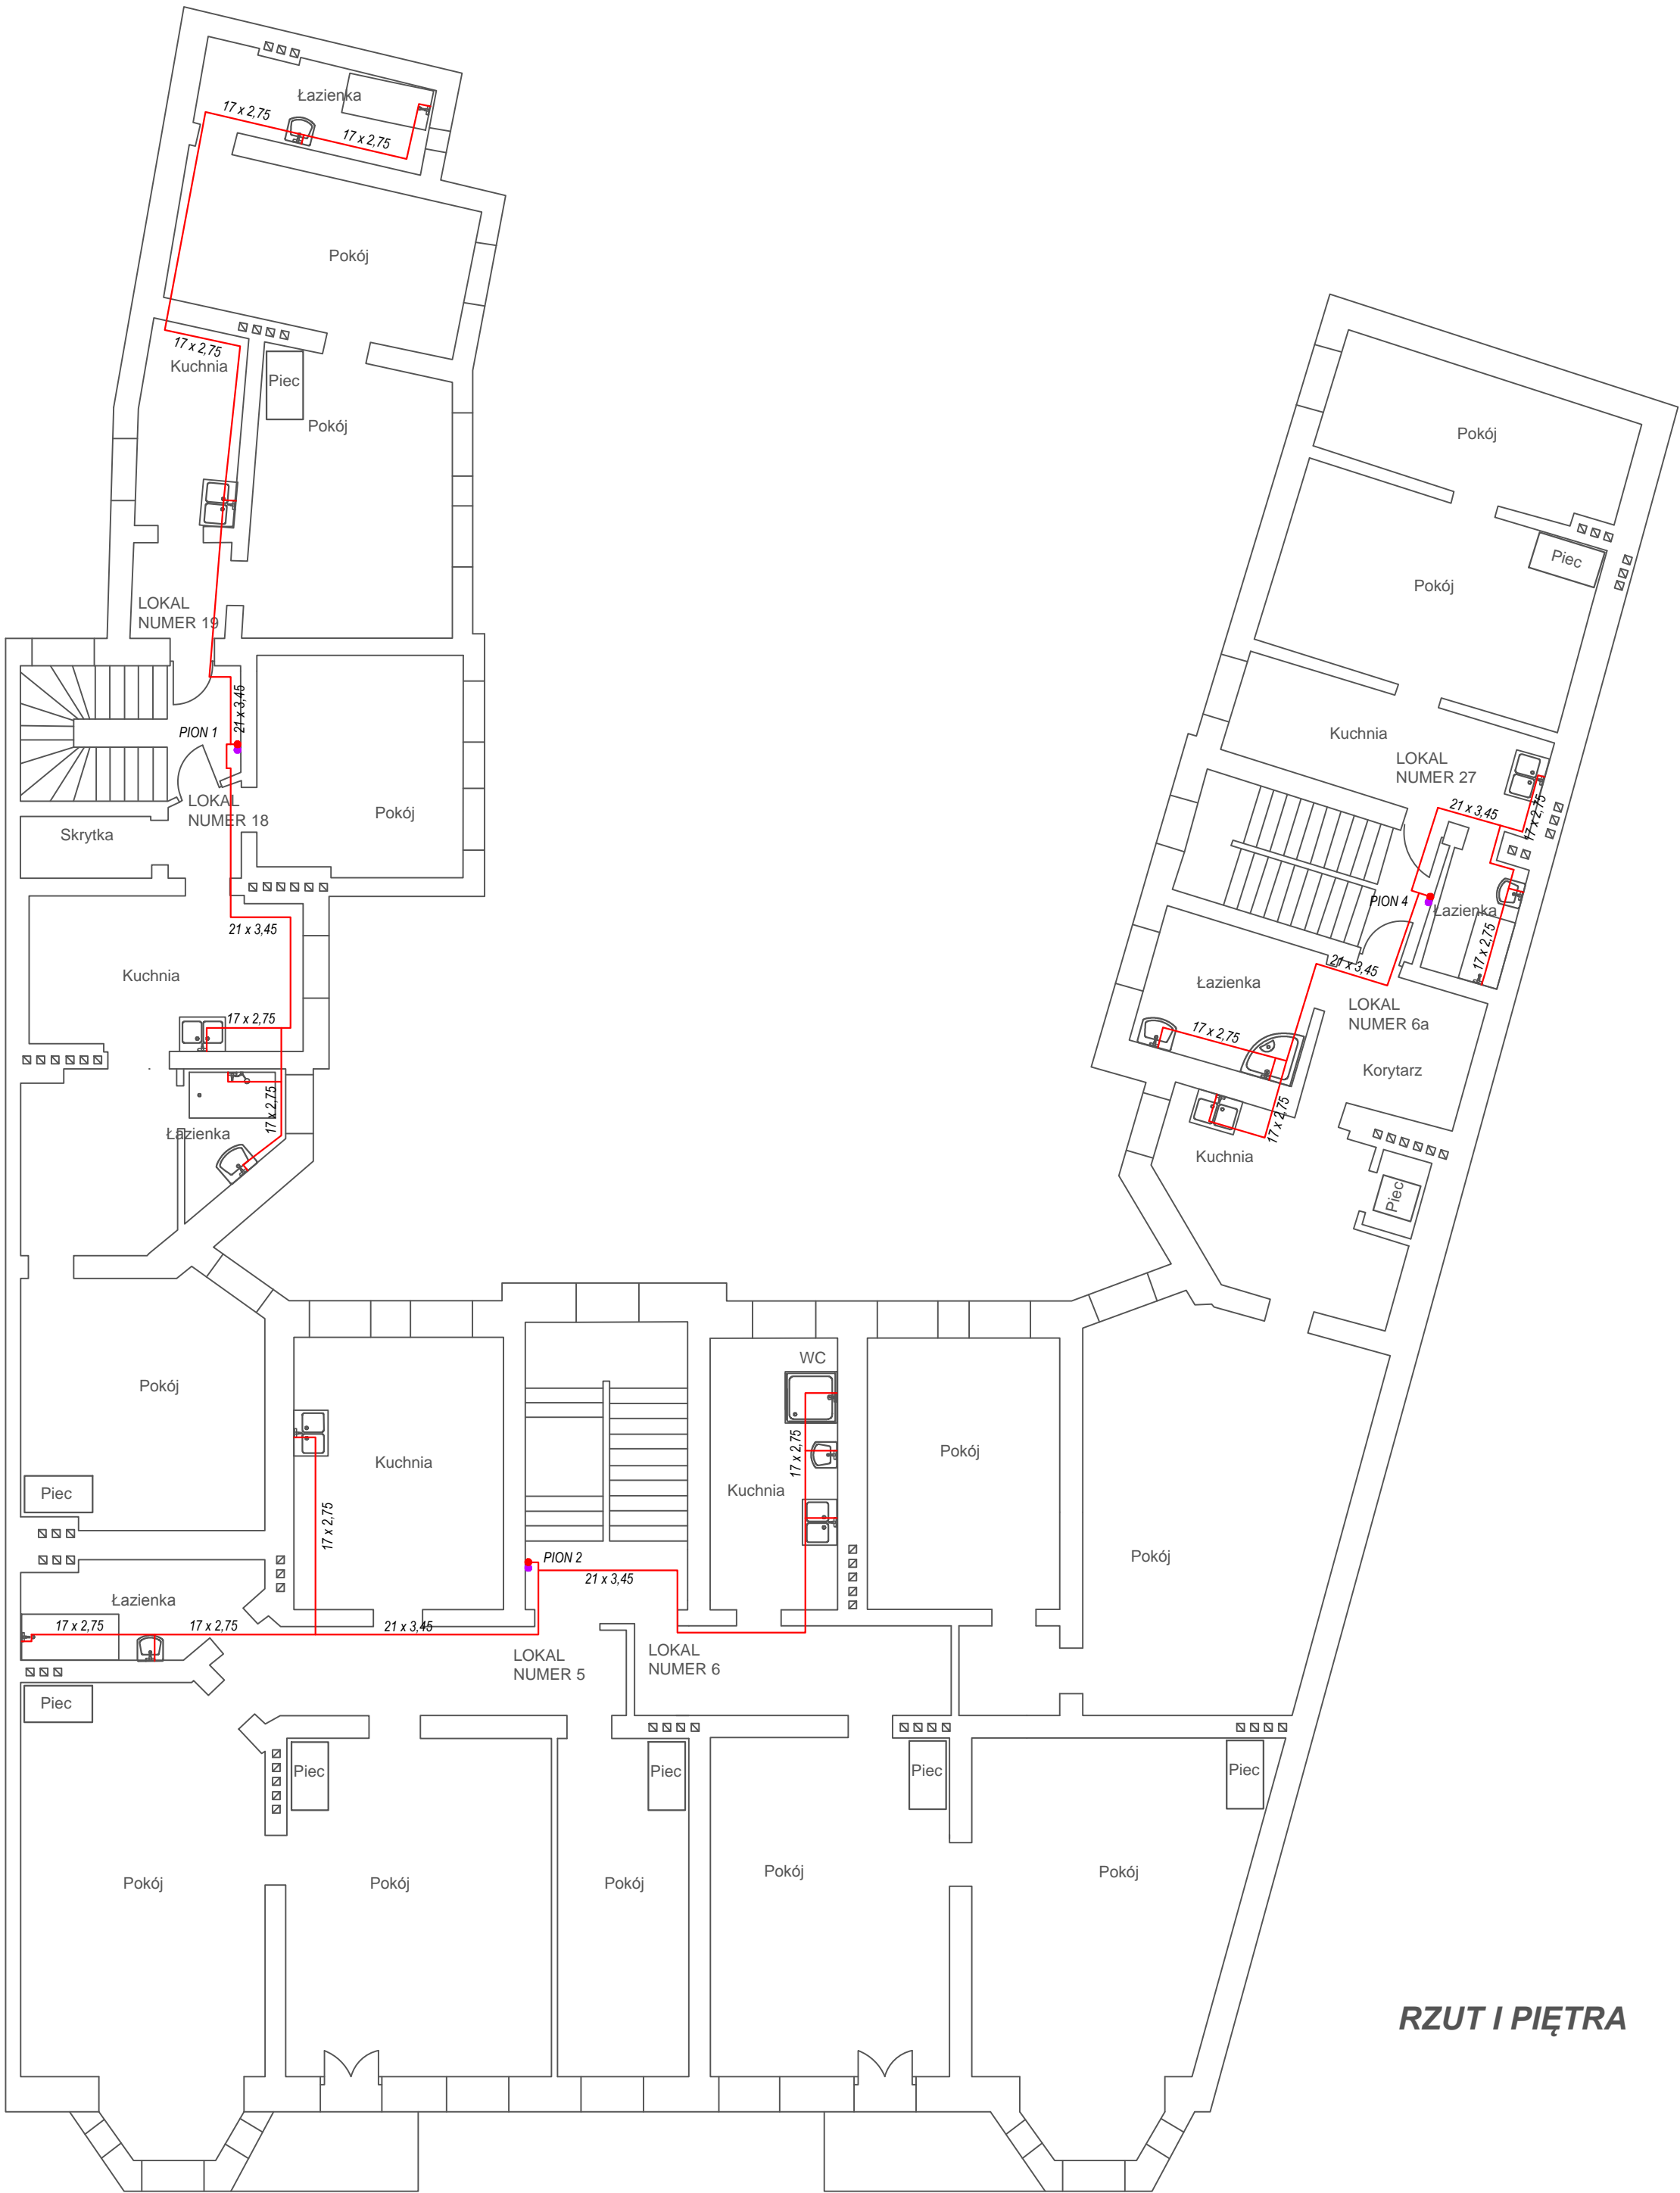 Łazienka
17 x 2,75
17 x 2,75
Pokój
17 x 2,75
Kuchnia
Piec
Pokój
LOKAL
NUMER 19
21 x 3,45
PION 1
LOKAL
NUMER 18
Pokój
Skrytka
21 x 3,45
Kuchnia
17 x 2,75
17 x 2,75
Łazienka
Pokój
Piec
Pokój
Piec
Pokój
Kuchnia
LOKAL
NUMER 27
21 x 3,45
17 x 2,75
PION 4
Łazienka
17 x 2,75
21 x 3,45
Łazienka
LOKAL
NUMER 6a
17 x 2,75
Korytarz
17 x 2,75
Kuchnia
Piec
WC
Kuchnia
17 x 2,75
17 x 2,75
Kuchnia
Pokój
PION 2
21 x 3,45
Pokój
Łazienka
17 x 2,75
17 x 2,75
21 x 3,45
LOKAL
NUMER 5
LOKAL
NUMER 6
Piec
Piec
Piec
Piec
Piec
Pokój
Pokój
Pokój
Pokój
Pokój
RZUT I PIĘTRA